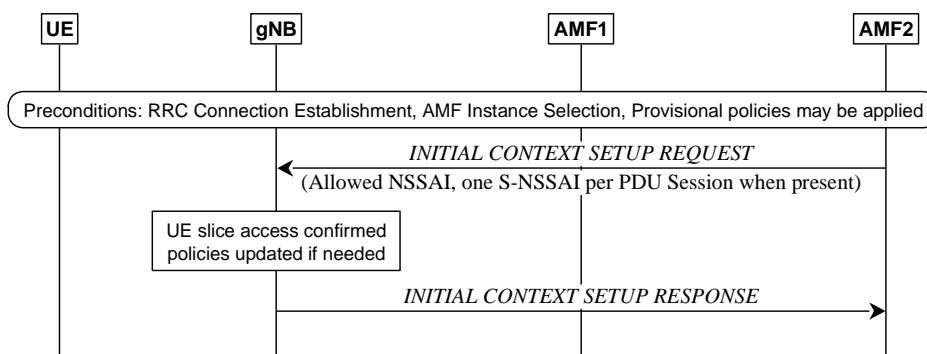 UE gNB AMF1 AMF2
Preconditions: RRC Connection Establishment, AMF Instance Selection, Provisional policies may be applied
INITIAL CONTEXT SETUP REQUEST
(Allowed NSSAI, one S-NSSAI per PDU Session when present)
UE slice access confirmed
policies updated if needed
INITIAL CONTEXT SETUP RESPONSE